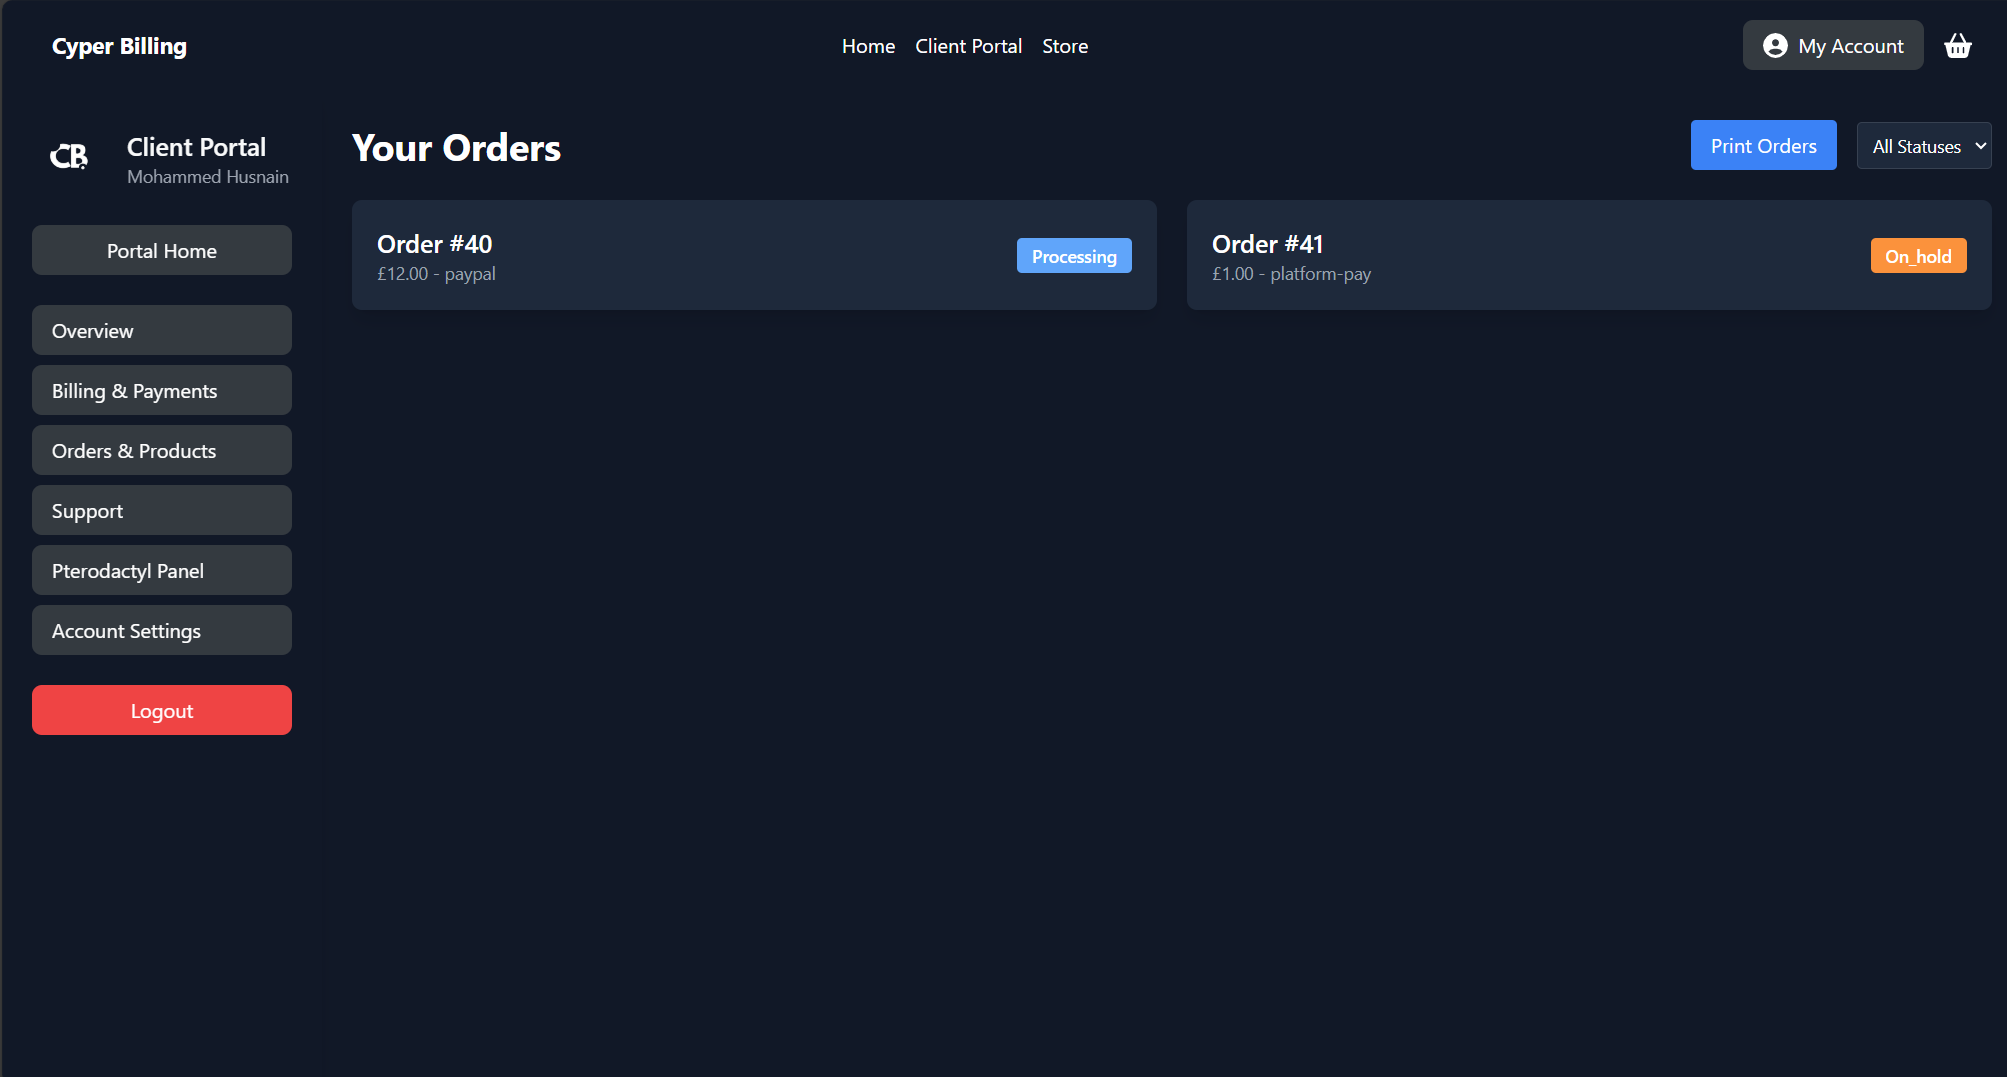 Cyper Billing
Home Client Portal Store
My Account
CB
Client Portal
Mohammed Husnain
Portal Home
Overview
Billing & Payments
Orders & Products
Support
Pterodactyl Panel
Account Settings
Logout
Your Orders
Print Orders
All Statuses
Order #40
£12.00 - paypal
Processing
Order #41
£1.00 - platform-pay
On_hold